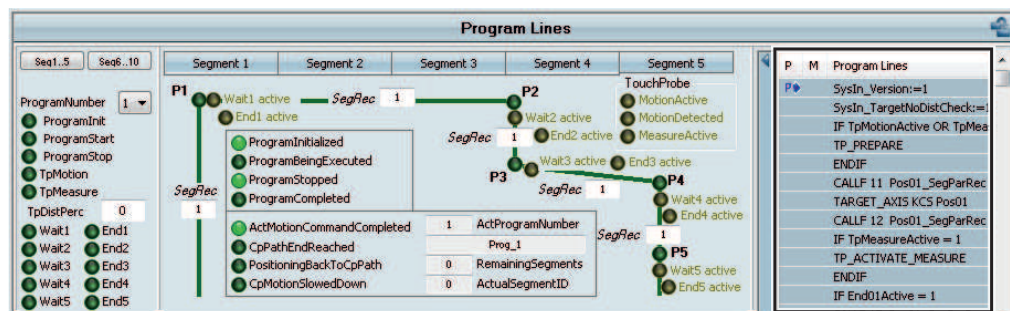 Program Lines
Seq1..5 Seq6..10
ProgramNumber 1
ProgramInit
ProgramStart
ProgramStop
TpMotion
TpMeasure
TpDistPerc 0
Wait1 End1
Wait2 End2
Wait3 End3
Wait4 End4
Wait5 End5
Segment 1 Segment 2 Segment 3 Segment 4 Segment 5
P1
Wait1 active
End1 active
SegRec 1
P2
Wait2 active
End2 active
SegRec 1
TouchProbe
MotionActive
MotionDetected
MeasureActive
P3
Wait3 active End3 active
SegRec 1
P4
Wait4 active
End4 active
SegRec 1
P5
Wait5 active
End5 active
SegRec
1
ProgramInitialized
ProgramBeingExecuted
ProgramStopped
ProgramCompleted
ActMotionCommandCompleted 1 ActProgramNumber
CpPathEndReached Prog_1
PositioningBackToCpPath 0 RemainingSegments
CpMotionSlowedDown 0 ActualSegmentID
P M Program Lines
P SysIn_Version:=1
SysIn_TargetNoDistCheck:=1
IF TpMotionActive OR TpMea
TP_PREPARE
ENDIF
CALLF 11 Pos01_SegParRec
TARGET_AXIS KCS Pos01
CALLF 12 Pos01_SegParRec
IF TpMeasureActive = 1
TP_ACTIVATE_MEASURE
ENDIF
IF End01Active = 1